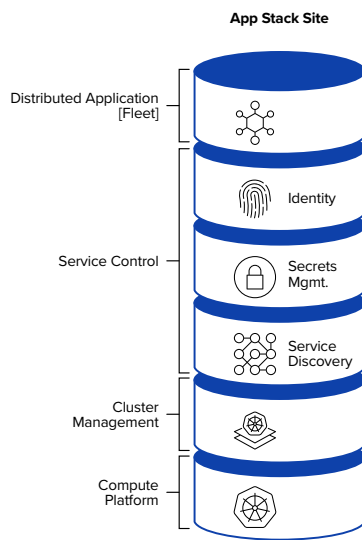 App Stack Site
Distributed Application
[Fleet]
Identity
Service Control
Secrets
Mgmt.
Service
Discovery
Cluster
Management
Compute
Platform